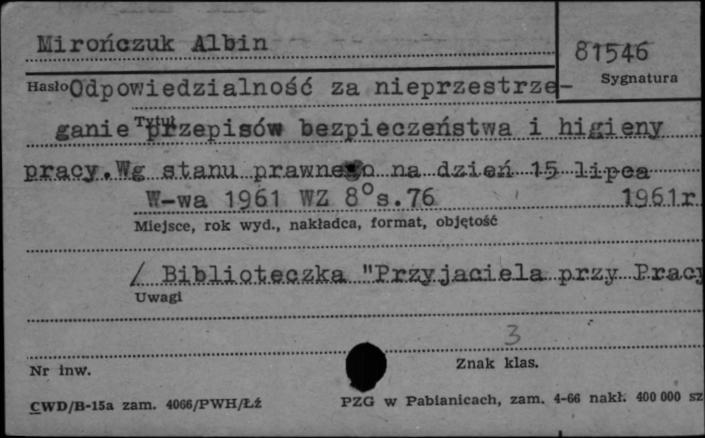 Mirończuk Albin
81546
Hasło Odpowiedzialność za nieprzestrze-
Sygnatura
ganie Tytuł przepisów bezpieczeństwa i higieny
pracy.Wg stanu prawnego na dzień 15 lipca
W-wa 1961 WZ 8° s.76 1961r
Miejsce, rok wyd., nakładca, format, objętość
/ Biblioteczka "Przyjaciela przy Pracy
Uwagi
3
Nr inw.
Znak klas.
CWD/B-15a zam. 4066/PWH/Łź
PZG w Pabianicach, zam. 4-66 nakł. 400 000 sz